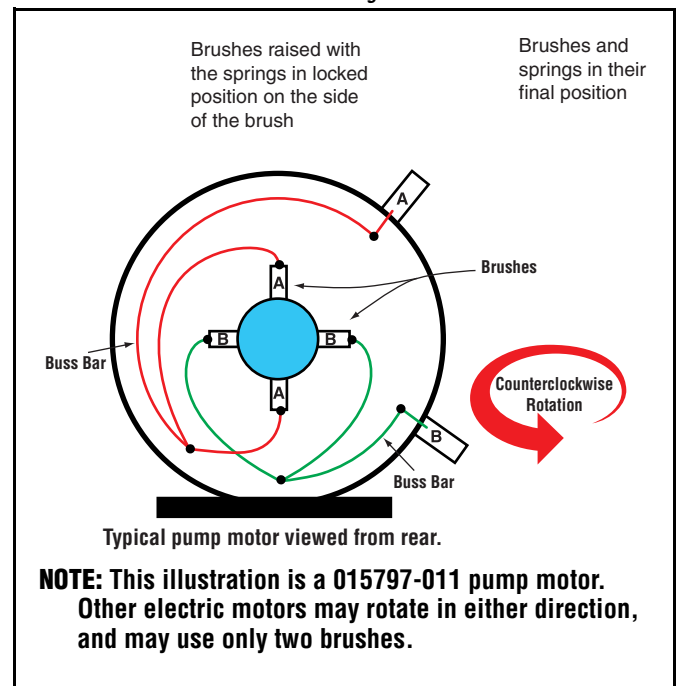 Brushes raised with
the springs in locked
position on the side
of the brush
Brushes and
springs in their
final position
A
Brushes
A
B
B
Buss Bar
A
Counterclockwise
Rotation
B
Buss Bar
Typical pump motor viewed from rear.
NOTE: This illustration is a 015797-011 pump motor.
Other electric motors may rotate in either direction,
and may use only two brushes.